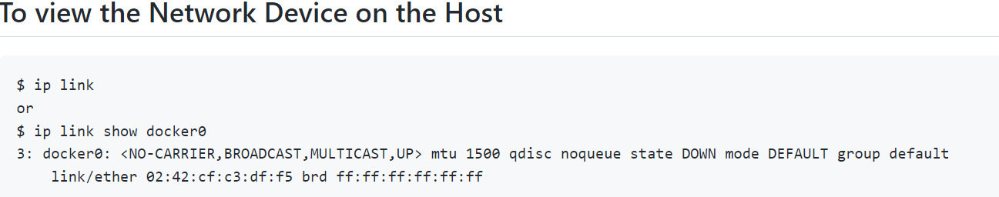 To view the Network Device on the Host
$ ip link
or
$ ip link show docker0
3: docker0: <NO-CARRIER,BROADCAST,MULTICAST,UP> mtu 1500 qdisc noqueue state DOWN mode DEFAULT group default
link/ether 02:42:cf:c3:df:f5 brd ff:ff:ff:ff:ff:ff